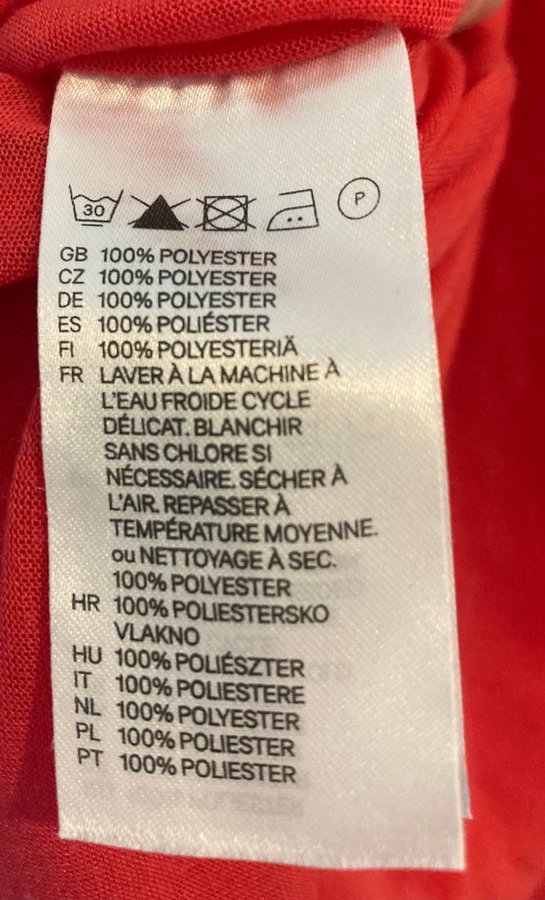 30 P
GB 100% POLYESTER
CZ 100% POLYESTER
DE 100% POLYESTER
ES 100% POLIÉSTER
FI 100% POLYESTERIÄ
FR LAVER À LA MACHINE À
L'EAU FROIDE CYCLE
DÉLICAT. BLANCHIR
SANS CHLORE SI
NÉCESSAIRE. SÉCHER À
L'AIR. REPASSER À
TEMPÉRATURE MOYENNE.
ou NETTOYAGE À SEC.
100% POLYESTER
HR 100% POLIESTERSKO
VLAKNO
HU 100% POLIÉSZTER
IT 100% POLIESTERE
NL 100% POLYESTER
PL 100% POLIESTER
PT 100% POLIESTER